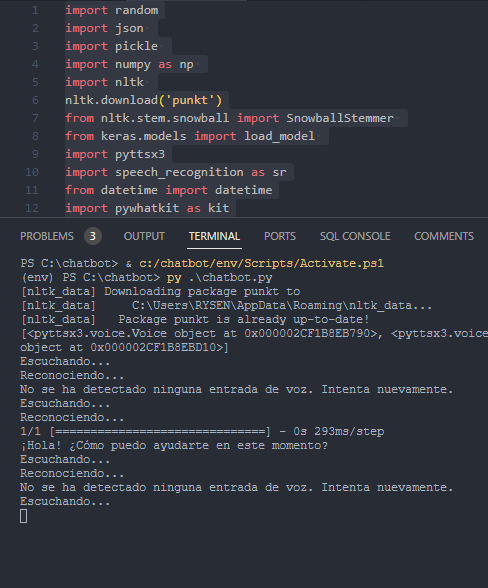 1 import random
2 import json
3 import pickle
4 import numpy as np
5 import nltk
6 nltk.download('punkt')
7 from nltk.stem.snowball import SnowballStemmer
8 from keras.models import load_model
9 import pyttsx3
10 import speech_recognition as sr
11 from datetime import datetime
12 import pywhatkit as kit
PROBLEMS 3 OUTPUT TERMINAL PORTS SQL CONSOLE COMMENTS
PS C:\chatbot> & c:/chatbot/env/Scripts/Activate.ps1
(env) PS C:\chatbot> py .\chatbot.py
[nltk_data] Downloading package punkt to
[nltk_data]     C:\Users\RYSEN\AppData\Roaming\nltk_data...
[nltk_data]   Package punkt is already up-to-date!
[<pyttsx3.voice.Voice object at 0x000002CF1B8EB790>, <pyttsx3.voice
object at 0x000002CF1B8EBD10>]
Escuchando...
Reconociendo...
No se ha detectado ninguna entrada de voz. Intenta nuevamente.
Escuchando...
Reconociendo...
1/1 [==============================] - 0s 293ms/step
¡Hola! ¿Cómo puedo ayudarte en este momento?
Escuchando...
Reconociendo...
No se ha detectado ninguna entrada de voz. Intenta nuevamente.
Escuchando...